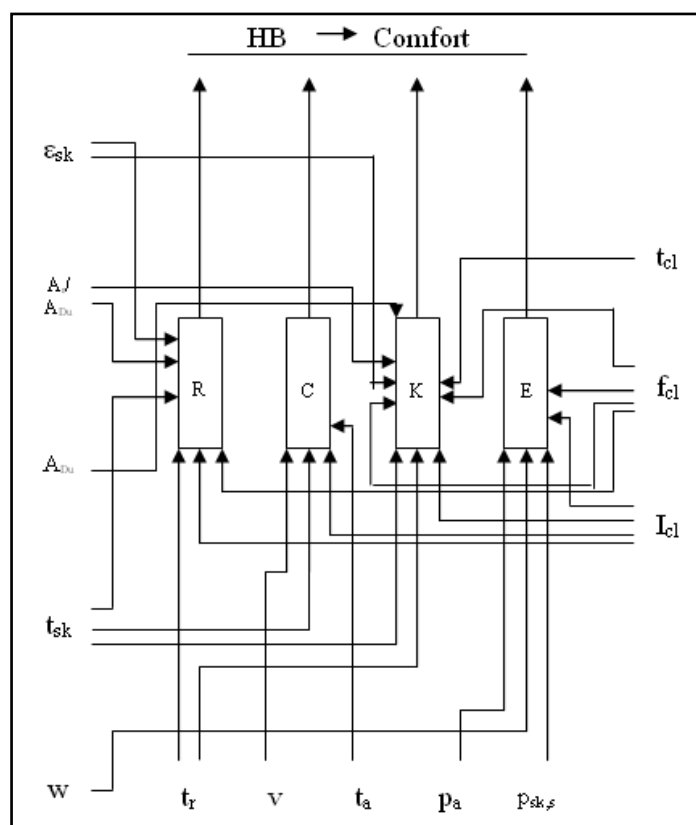 HB → Comfort
εsk
A.r/
ADu
tcl
R C K E
fcl
ADu
Icl
tsk
w
tr v ta pa psk,s